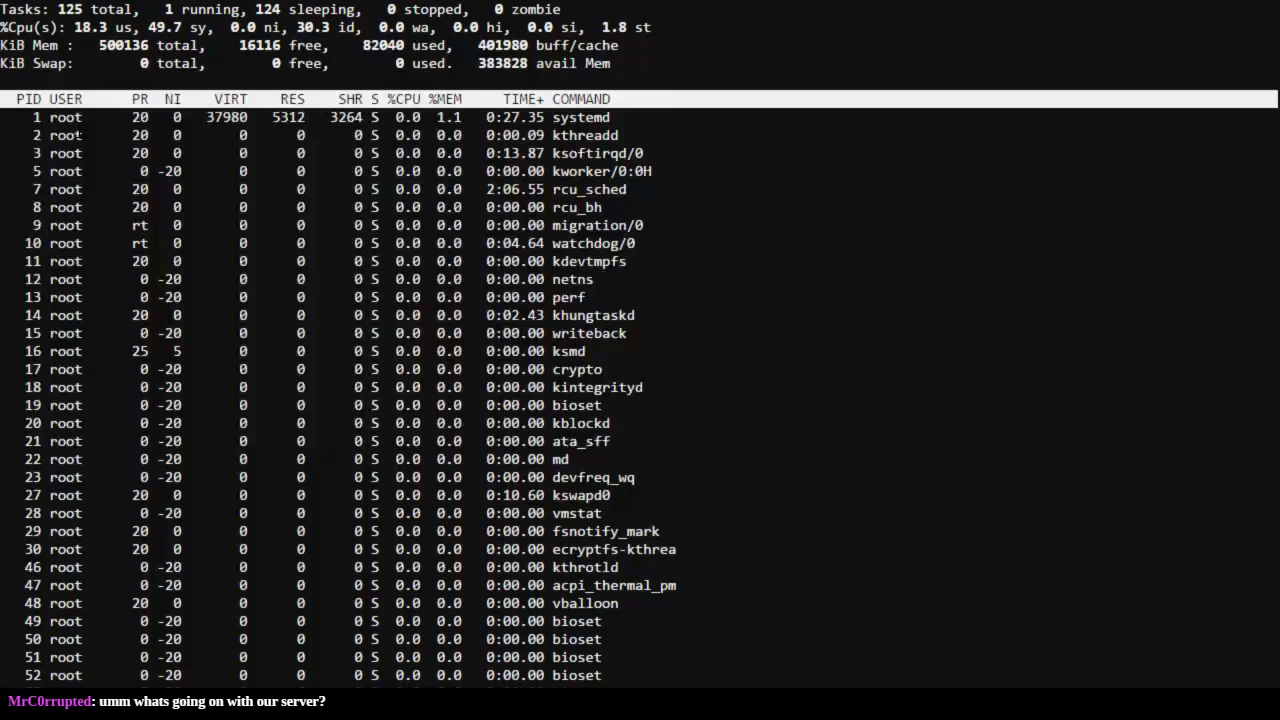 Tasks: 125 total, 1 running, 124 sleeping, 0 stopped, 0 zombie
%Cpu(s): 18.3 us, 49.7 sy, 0.0 ni, 30.3 id, 0.0 wa, 0.0 hi, 0.0 si, 1.8 st
KiB Mem : 500136 total, 16116 free, 82040 used, 401980 buff/cache
KiB Swap: 0 total, 0 free, 0 used. 383828 avail Mem
PID USER PR NI VIRT RES SHR S %CPU %MEM TIME+ COMMAND
1 root 20 0 37980 5312 3264 S 0.0 1.1 0:27.35 systemd
2 root 20 0 0 0 0 S 0.0 0.0 0:00.09 kthreadd
3 root 20 0 0 0 0 S 0.0 0.0 0:13.87 ksoftirqd/0
5 root 0 -20 0 0 0 S 0.0 0.0 0:00.00 kworker/0:0H
7 root 20 0 0 0 0 S 0.0 0.0 2:06.55 rcu_sched
8 root 20 0 0 0 0 S 0.0 0.0 0:00.00 rcu_bh
9 root rt 0 0 0 0 S 0.0 0.0 0:00.00 migration/0
10 root rt 0 0 0 0 S 0.0 0.0 0:04.64 watchdog/0
11 root 20 0 0 0 0 S 0.0 0.0 0:00.00 kdevtmpfs
12 root 0 -20 0 0 0 S 0.0 0.0 0:00.00 netns
13 root 0 -20 0 0 0 S 0.0 0.0 0:00.00 perf
14 root 20 0 0 0 0 S 0.0 0.0 0:02.43 khungtaskd
15 root 0 -20 0 0 0 S 0.0 0.0 0:00.00 writeback
16 root 25 5 0 0 0 S 0.0 0.0 0:00.00 ksmd
17 root 0 -20 0 0 0 S 0.0 0.0 0:00.00 crypto
18 root 0 -20 0 0 0 S 0.0 0.0 0:00.00 kintegrityd
19 root 0 -20 0 0 0 S 0.0 0.0 0:00.00 bioset
20 root 0 -20 0 0 0 S 0.0 0.0 0:00.00 kblockd
21 root 0 -20 0 0 0 S 0.0 0.0 0:00.00 ata_sff
22 root 0 -20 0 0 0 S 0.0 0.0 0:00.00 md
23 root 0 -20 0 0 0 S 0.0 0.0 0:00.00 devfreq_wq
27 root 20 0 0 0 0 S 0.0 0.0 0:10.60 kswapd0
28 root 0 -20 0 0 0 S 0.0 0.0 0:00.00 vmstat
29 root 20 0 0 0 0 S 0.0 0.0 0:00.00 fsnotify_mark
30 root 20 0 0 0 0 S 0.0 0.0 0:00.00 ecryptfs-kthrea
46 root 0 -20 0 0 0 S 0.0 0.0 0:00.00 kthrotld
47 root 0 -20 0 0 0 S 0.0 0.0 0:00.00 acpi_thermal_pm
48 root 20 0 0 0 0 S 0.0 0.0 0:00.00 vballoon
49 root 0 -20 0 0 0 S 0.0 0.0 0:00.00 bioset
50 root 0 -20 0 0 0 S 0.0 0.0 0:00.00 bioset
51 root 0 -20 0 0 0 S 0.0 0.0 0:00.00 bioset
52 root 0 -20 0 0 0 S 0.0 0.0 0:00.00 bioset
MrC0rrupted: umm whats going on with our server?